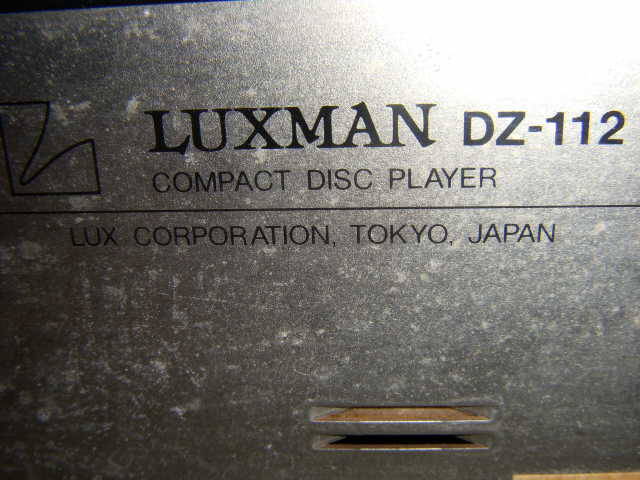 LUXMAN DZ-112
COMPACT DISC PLAYER
LUX CORPORATION, TOKYO, JAPAN